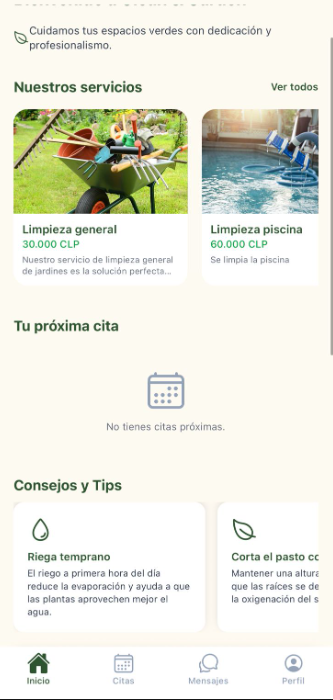 Cuidamos tus espacios verdes con dedicación y
profesionalismo.
Nuestros servicios
Ver todos
Limpieza general
30.000 CLP
Nuestro servicio de limpieza general
de jardines es la solución perfecta...
Limpieza piscina
60.000 CLP
Se limpia la piscina
Tu próxima cita
No tienes citas próximas.
Consejos y Tips
Riega temprano
El riego a primera hora del día
reduce la evaporación y ayuda a que
las plantas aprovechen mejor el
agua.
Corta el pasto co
Mantener una altura
que las raíces se de
la oxigenación del s
Inicio
Citas
Mensajes
Perfil